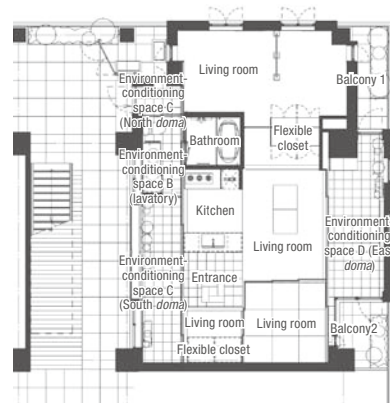 Living room
Balcony 1
Environment-
conditioning
space C
(North doma)
Flexible
closet
Bathroom
Environment-
conditioning
space B
(lavatory)
Kitchen
Environment
conditioning
space D (Eas
doma)
Living room
Environment-
conditioning
space C
(South doma)
Entrance
Living room
Living room
Balcony2
Flexible closet